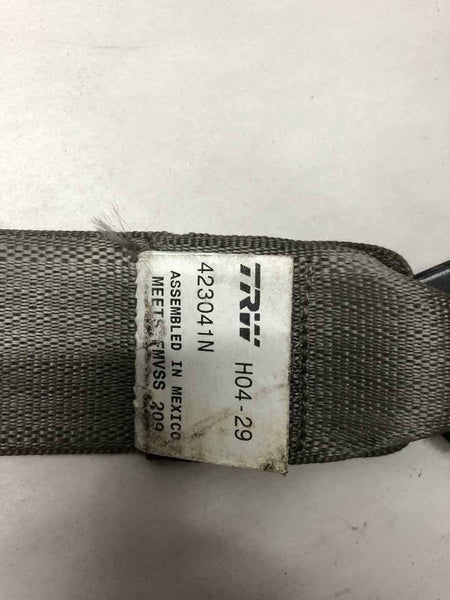 TRW H04-29
423041N
ASSEMBLED IN MEXICO
MEETS FMVSS 209